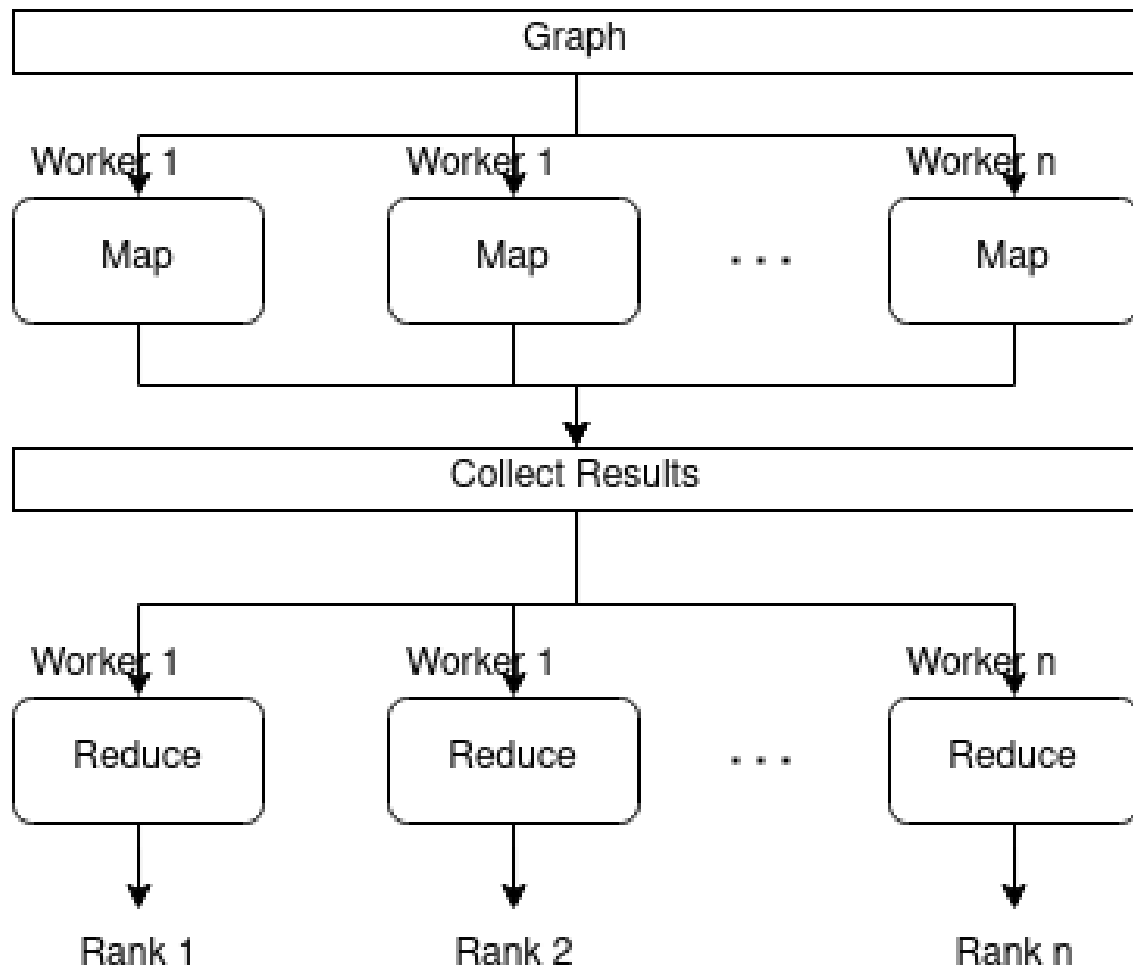 Graph
Worker 1 Worker 1 Worker n
Map Map . . . Map
Collect Results
Worker 1 Worker 1 Worker n
Reduce Reduce . . . Reduce
Rank 1 Rank 2 Rank n